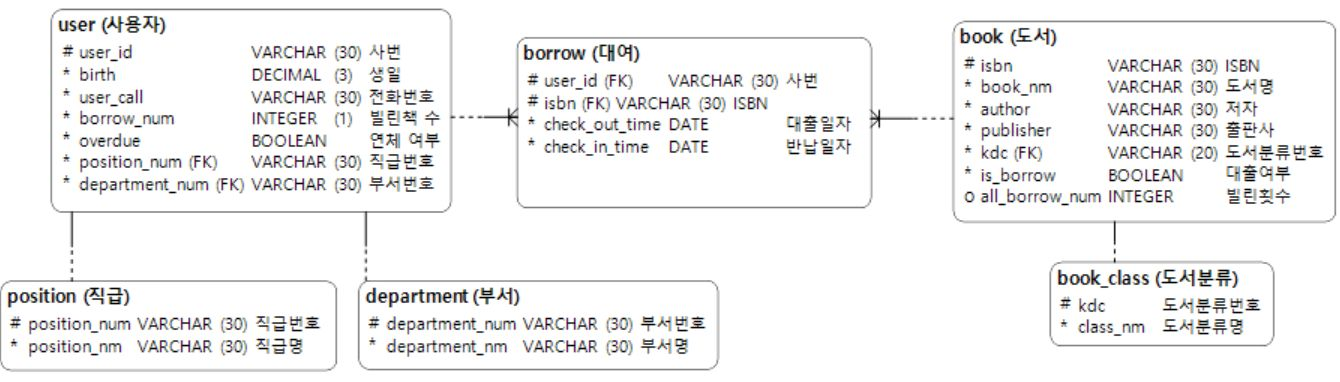 user (사용자)
# user_id VARCHAR (30) 사번
* birth DECIMAL (3) 생일
* user_call VARCHAR (30) 전화번호
* borrow_num INTEGER (1) 빌린책 수
* overdue BOOLEAN 연체 여부
* position_num (FK) VARCHAR (30) 직급번호
* department_num (FK) VARCHAR (30) 부서번호
borrow (대여)
# user_id (FK) VARCHAR (30) 사번
# isbn (FK) VARCHAR (30) ISBN
* check_out_time DATE 대출일자
* check_in_time DATE 반납일자
book (도서)
# isbn VARCHAR (30) ISBN
* book_nm VARCHAR (30) 도서명
* author VARCHAR (30) 저자
* publisher VARCHAR (30) 출판사
* kdc (FK) VARCHAR (20) 도서분류번호
* is_borrow BOOLEAN 대출여부
o all_borrow_num INTEGER 빌린횟수
position (직급)
# position_num VARCHAR (30) 직급번호
* position_nm VARCHAR (30) 직급명
department (부서)
# department_num VARCHAR (30) 부서번호
* department_nm VARCHAR (30) 부서명
book_class (도서분류)
# kdc 도서분류번호
* class_nm 도서분류명